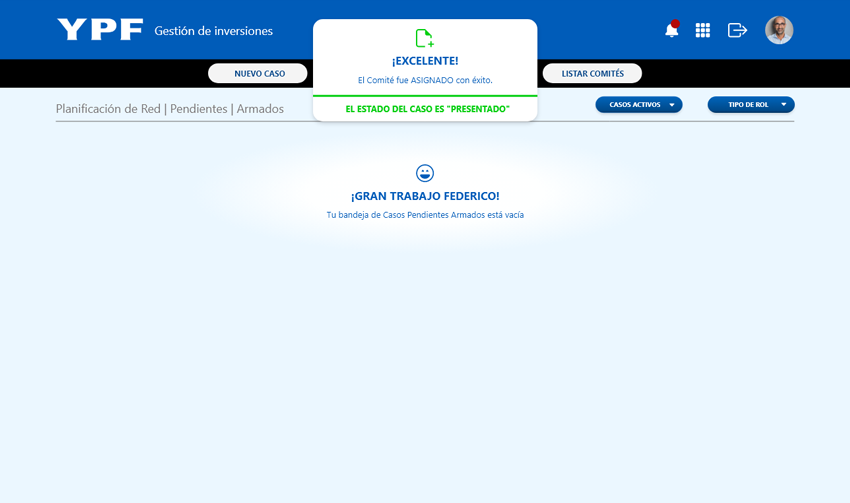 YPF Gestión de inversiones
¡EXCELENTE!
El Comité fue ASIGNADO con éxito.
EL ESTADO DEL CASO ES "PRESENTADO"
NUEVO CASO
LISTAR COMITÉS
Planificación de Red | Pendientes | Armados
CASOS ACTIVOS
TIPO DE ROL
¡GRAN TRABAJO FEDERICO!
Tu bandeja de Casos Pendientes Armados está vacía